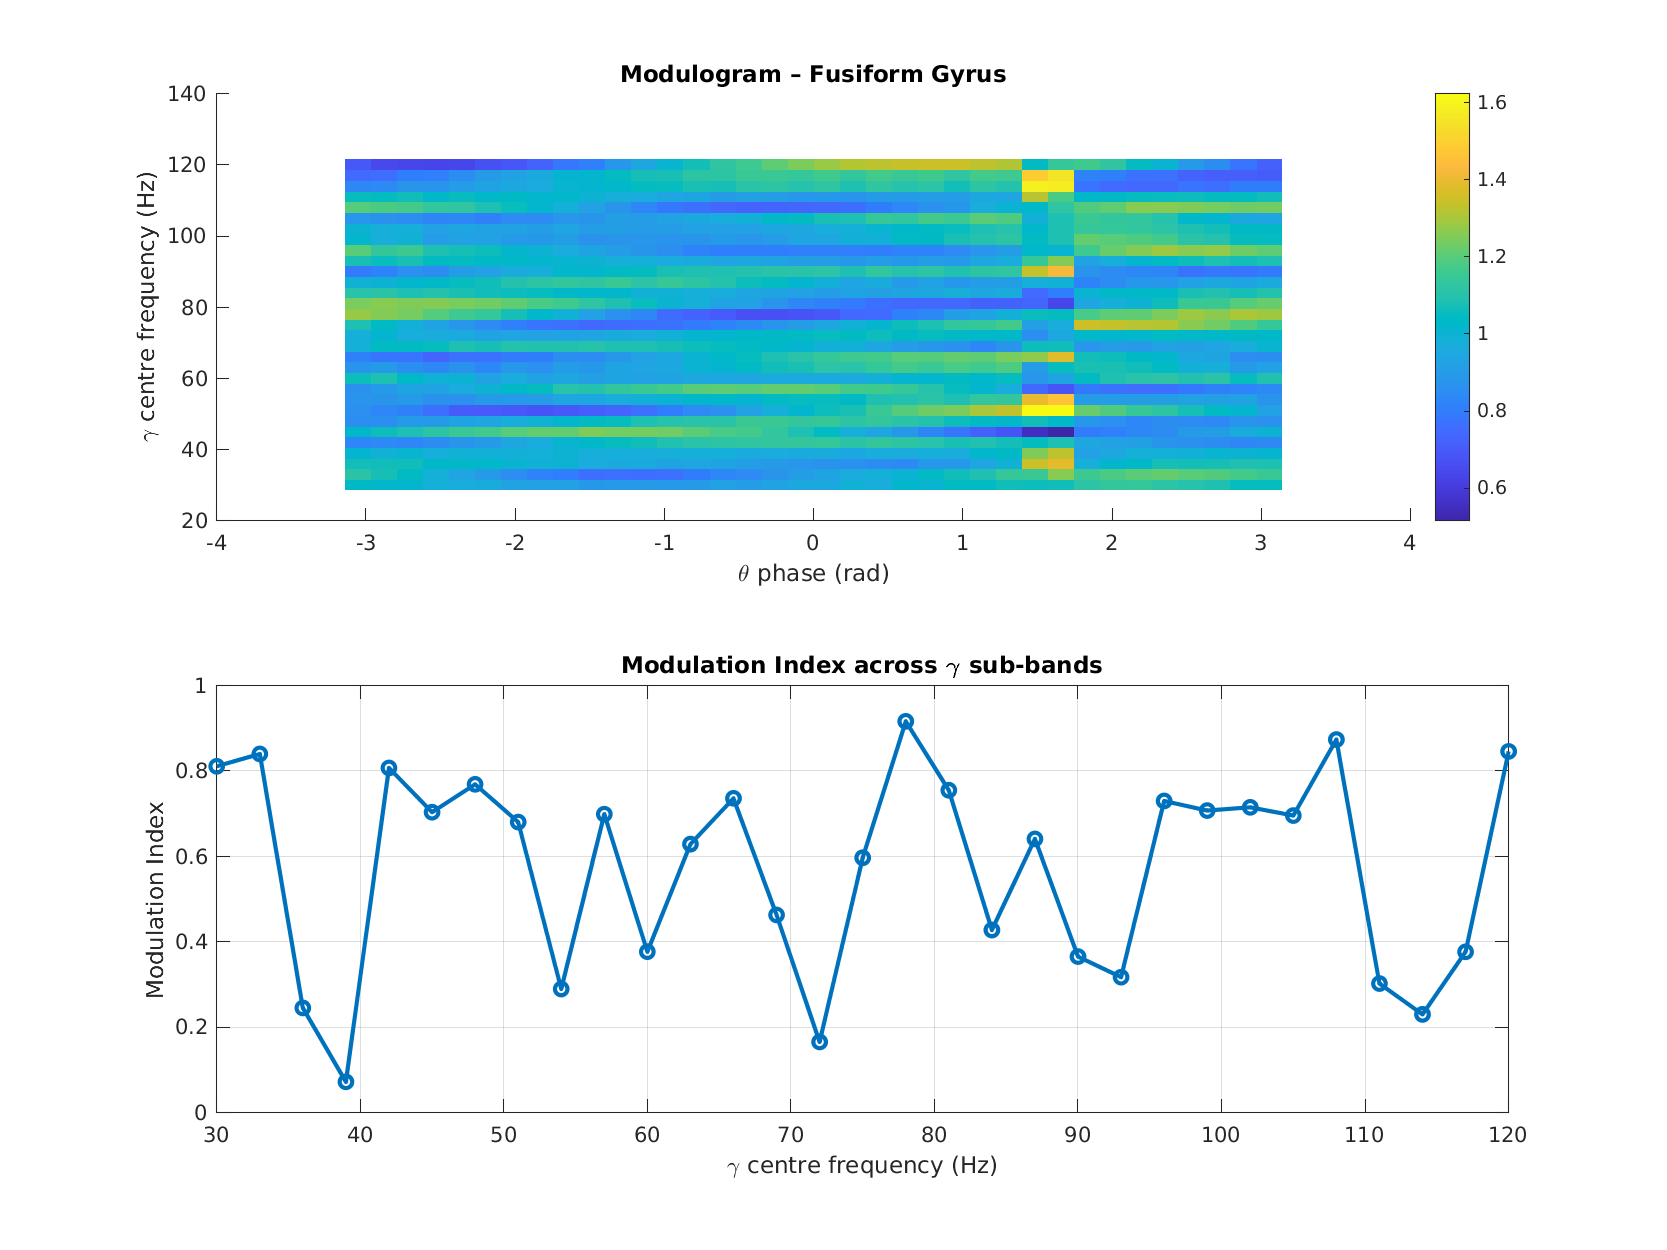 Modulogram – Fusiform Gyrus
140
120
100
80
60
40
20
γ centre frequency (Hz)
-4 -3 -2 -1 0 1 2 3 4
θ phase (rad)
1.6
1.4
1.2
1
0.8
0.6
Modulation Index across γ sub-bands
1
0.8
0.6
0.4
0.2
0
Modulation Index
30 40 50 60 70 80 90 100 110 120
γ centre frequency (Hz)